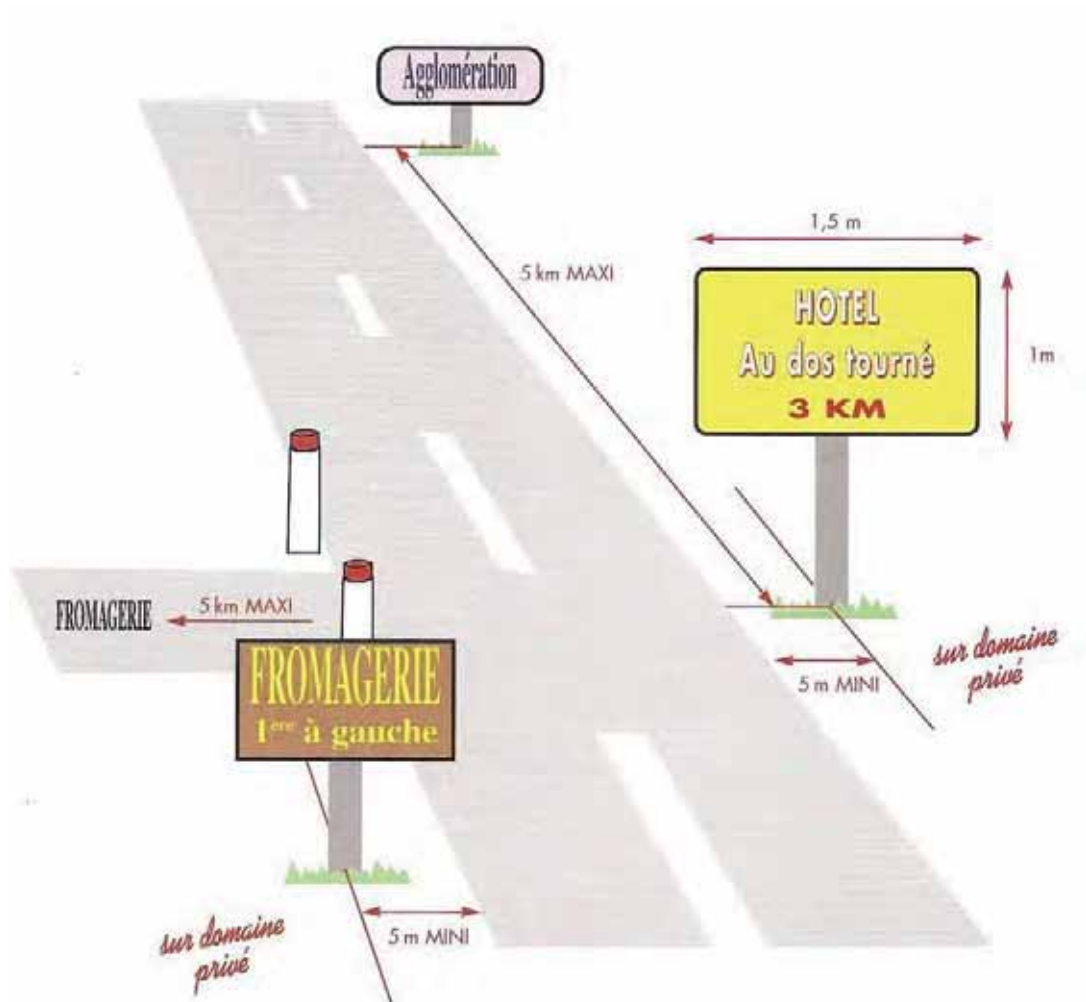 Agglomération
1,5 m
5 km MAXI
HOTEL
Au dos tourné
3 KM
1m
FROMAGERIE
5 km MAXI
FROMAGERIE
1ère à gauche
sur domaine
privé
5 m MINI
sur domaine
privé
5 m MINI